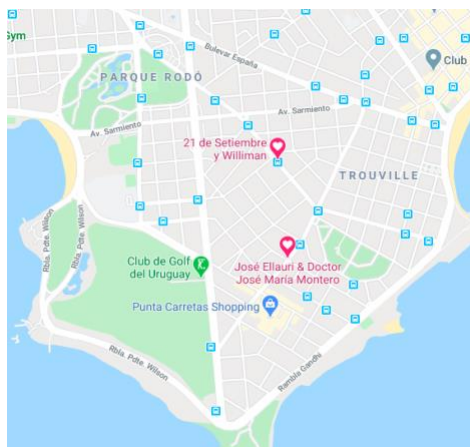 Gym
Bulevar España
Club
PARQUE RODÓ
Av. Sarmiento
Av. Sarmiento
21 de Setiembre
y Williman
TROUVILLE
Rbla. Pdte. Wilson
Rbla. Pdte. Wilson
Club de Golf
del Uruguay
José Ellauri & Doctor
José María Montero
Punta Carretas Shopping
Rbla. Pdte. Wilson
Rambla Gandhi